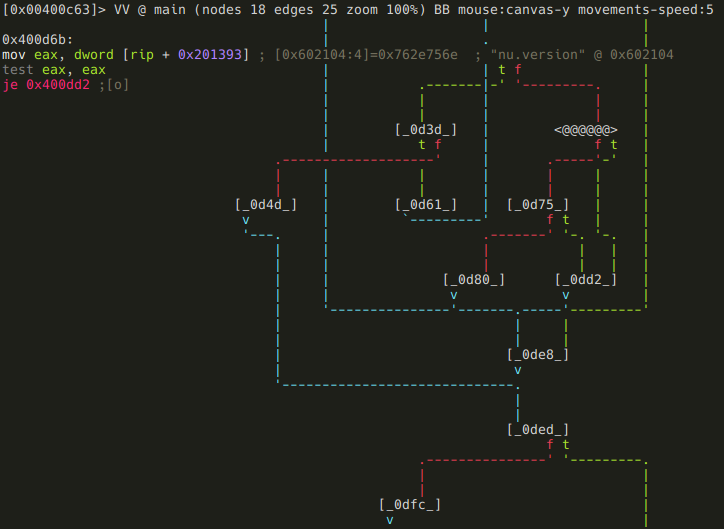 [0x00400c63]> VV @ main (nodes 18 edges 25 zoom 100%) BB mouse:canvas-y movements-speed:5
0x400d6b:
mov eax, dword [rip + 0x201393] ; [0x602104:4]=0x762e756e ; "nu.version" @ 0x602104
test eax, eax
je 0x400dd2 ;[o]
t f
[_0d3d_] <@@@@@@>
t f f t
[_0d4d_] [_0d61_] [_0d75_]
v f t
[_0d80_] [_0dd2_]
v v
[_0de8_]
v
[_0ded_]
f t
[_0dfc_]
v